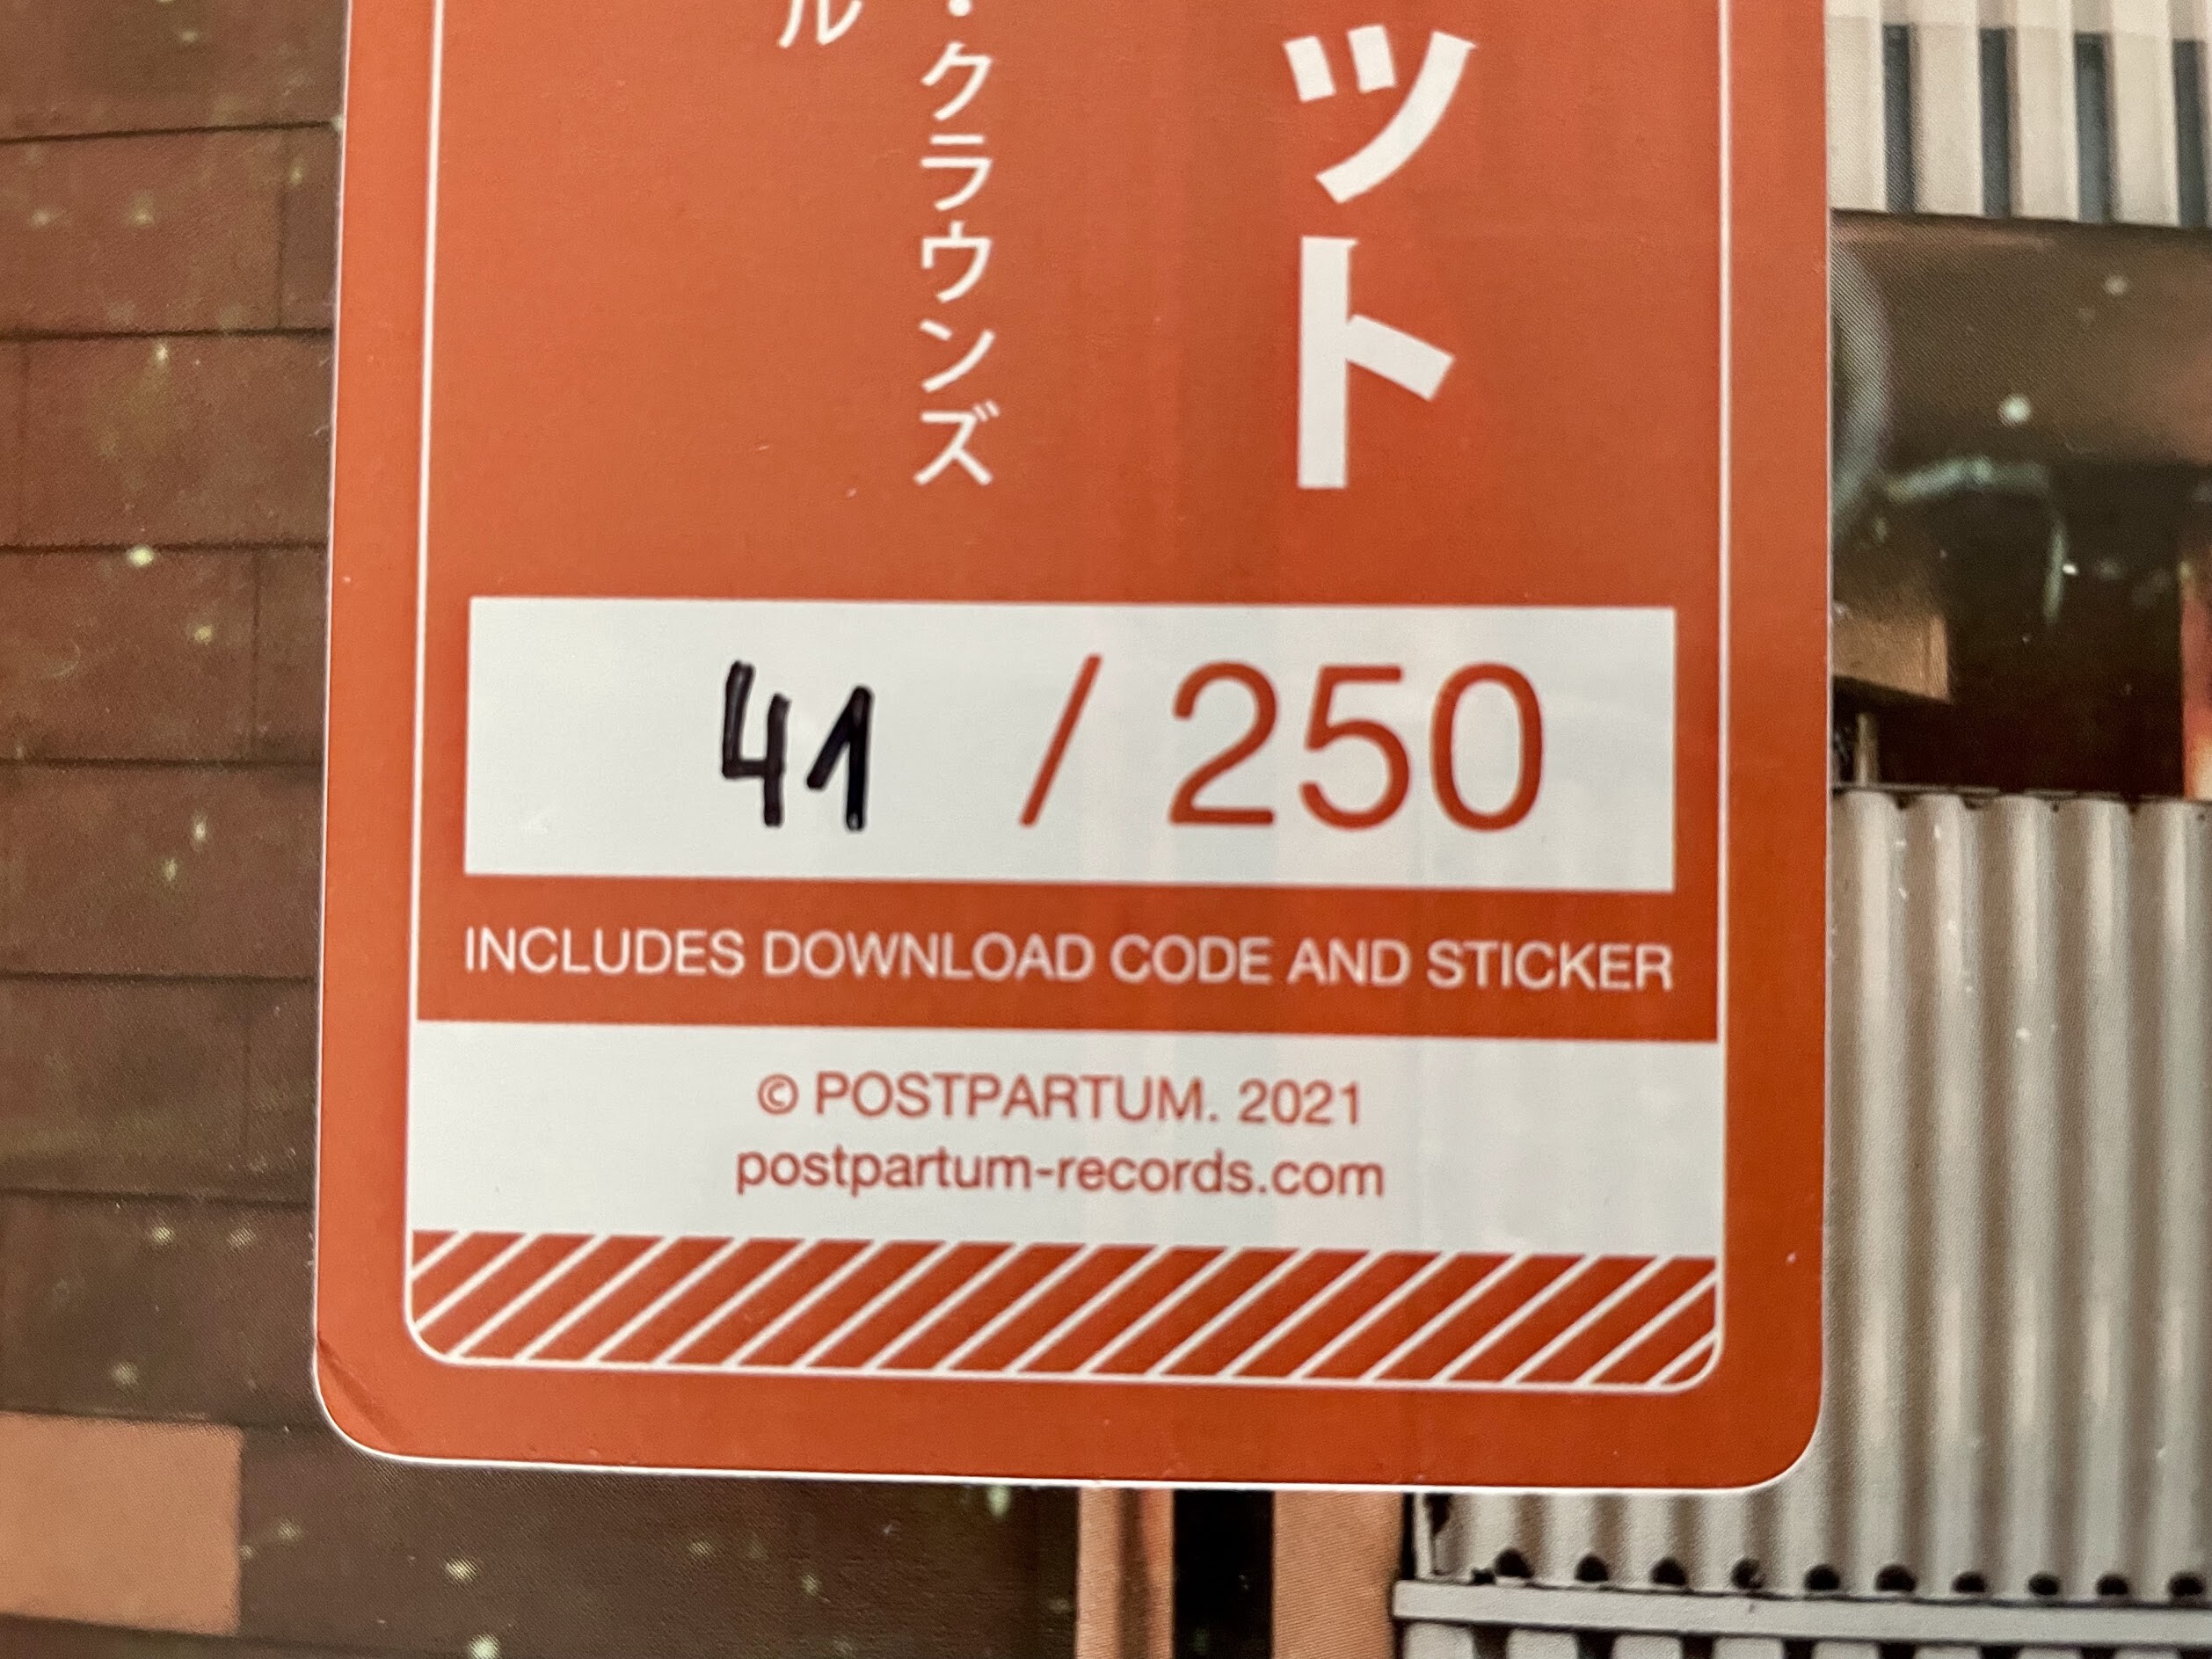 ット
・クラウンズ
ル
41 / 250
INCLUDES DOWNLOAD CODE AND STICKER
© POSTPARTUM. 2021
postpartum-records.com